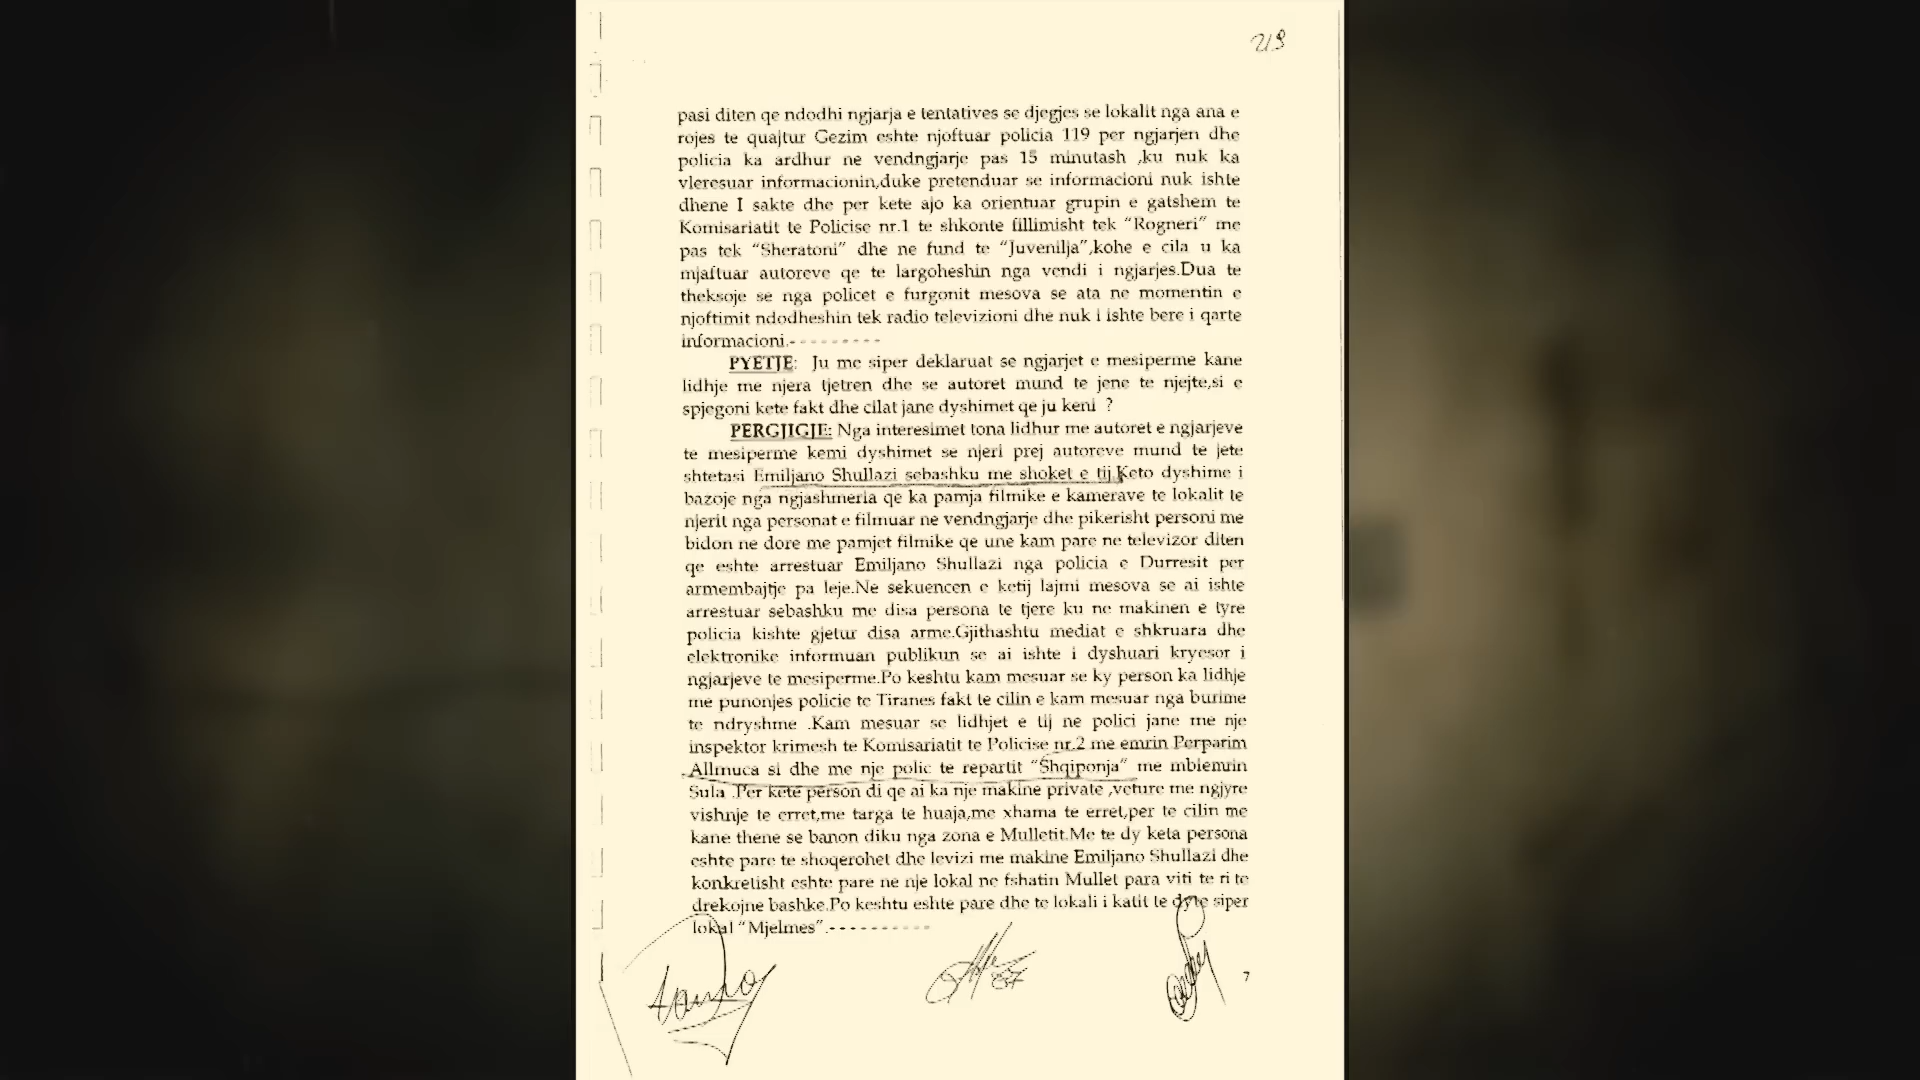 219
pasi diten qe ndodhi ngjarja e tentatives se djegjes se lokalit nga ana e
rojes te quajtur Gezim eshte njoftuar policia 119 per ngjarjen dhe
policia ka ardhur ne vendngjarje pas 15 minutash ,ku nuk ka
vleresuar informacionin,duke pretenduar se informacioni nuk ishte
dhene I sakte dhe per kete ajo ka orientuar grupin e gatshem te
Komisariatit te Policise nr.1 te shkonte fillimisht tek “Rogneri” me
pas tek “Sheratoni” dhe ne fund te “Juvenilja”,kohe e cila u ka
mjaftuar autoreve qe te largoheshin nga vendi i ngjarjes.Dua te
theksoje se nga policet e furgonit mesova se ata ne momentin e
njoftimit ndodheshin tek radio televizioni dhe nuk i ishte bere i qarte
informacioni.- - - - - - - - - -
PYETJE: Ju me siper deklaruat se ngjarjet e mesiperme kane
lidhje me njera tjetren dhe se autoret mund te jene te njejte,si e
spjegoni kete fakt dhe cilat jane dyshimet qe ju keni ?
PERGJIGJE: Nga interesimet tona lidhur me autoret e ngjarjeve
te mesiperme kemi dyshimet se njeri prej autoreve mund te jete
shtetasi Emiljano Shullazi sebashku me shoket e tij.Keto dyshime i
bazoje nga ngjashmeria qe ka pamja filmike e kamerave te lokalit te
njerit nga personat e filmuar ne vendngjarje dhe pikerisht personi me
bidon ne dore me pamjet filmike qe une kam pare ne televizor diten
qe eshte arrestuar Emiljano Shullazi nga policia e Durresit per
armembajtje pa leje.Ne sekuencen e ketij lajmi mesova se ai ishte
arrestuar sebashku me disa persona te tjere ku ne makinen e tyre
policia kishte gjetur disa arme.Gjithashtu mediat e shkruara dhe
elektronike informuan publikun se ai ishte i dyshuari kryesor i
ngjarjeve te mesiperme.Po keshtu kam mesuar se ky person ka lidhje
me punonjes policie te Tiranes fakt te cilin e kam mesuar nga burime
te ndryshme .Kam mesuar se lidhjet e tij ne polici jane me nje
inspektor krimesh te Komisariatit te Policise nr.2 me emrin Perparim
Allmuca si dhe me nje polic te repartit “Shqiponja” me mbiemrin
Sula .Per kete person di qe ai ka nje makine private ,veture me ngjyre
vishnje te erret,me targa te huaja,me xhama te erret,per te cilin me
kane thene se banon diku nga zona e Mulletit.Me te dy keta persona
eshte pare te shoqerohet dhe levizi me makine Emiljano Shullazi dhe
konkretisht eshte pare ne nje lokal ne fshatin Mullet para viti te ri te
drekojne bashke.Po keshtu eshte pare dhe te lokali i katit te dyte siper
lokal “Mjelmes”.- - - - - - - - - -
7